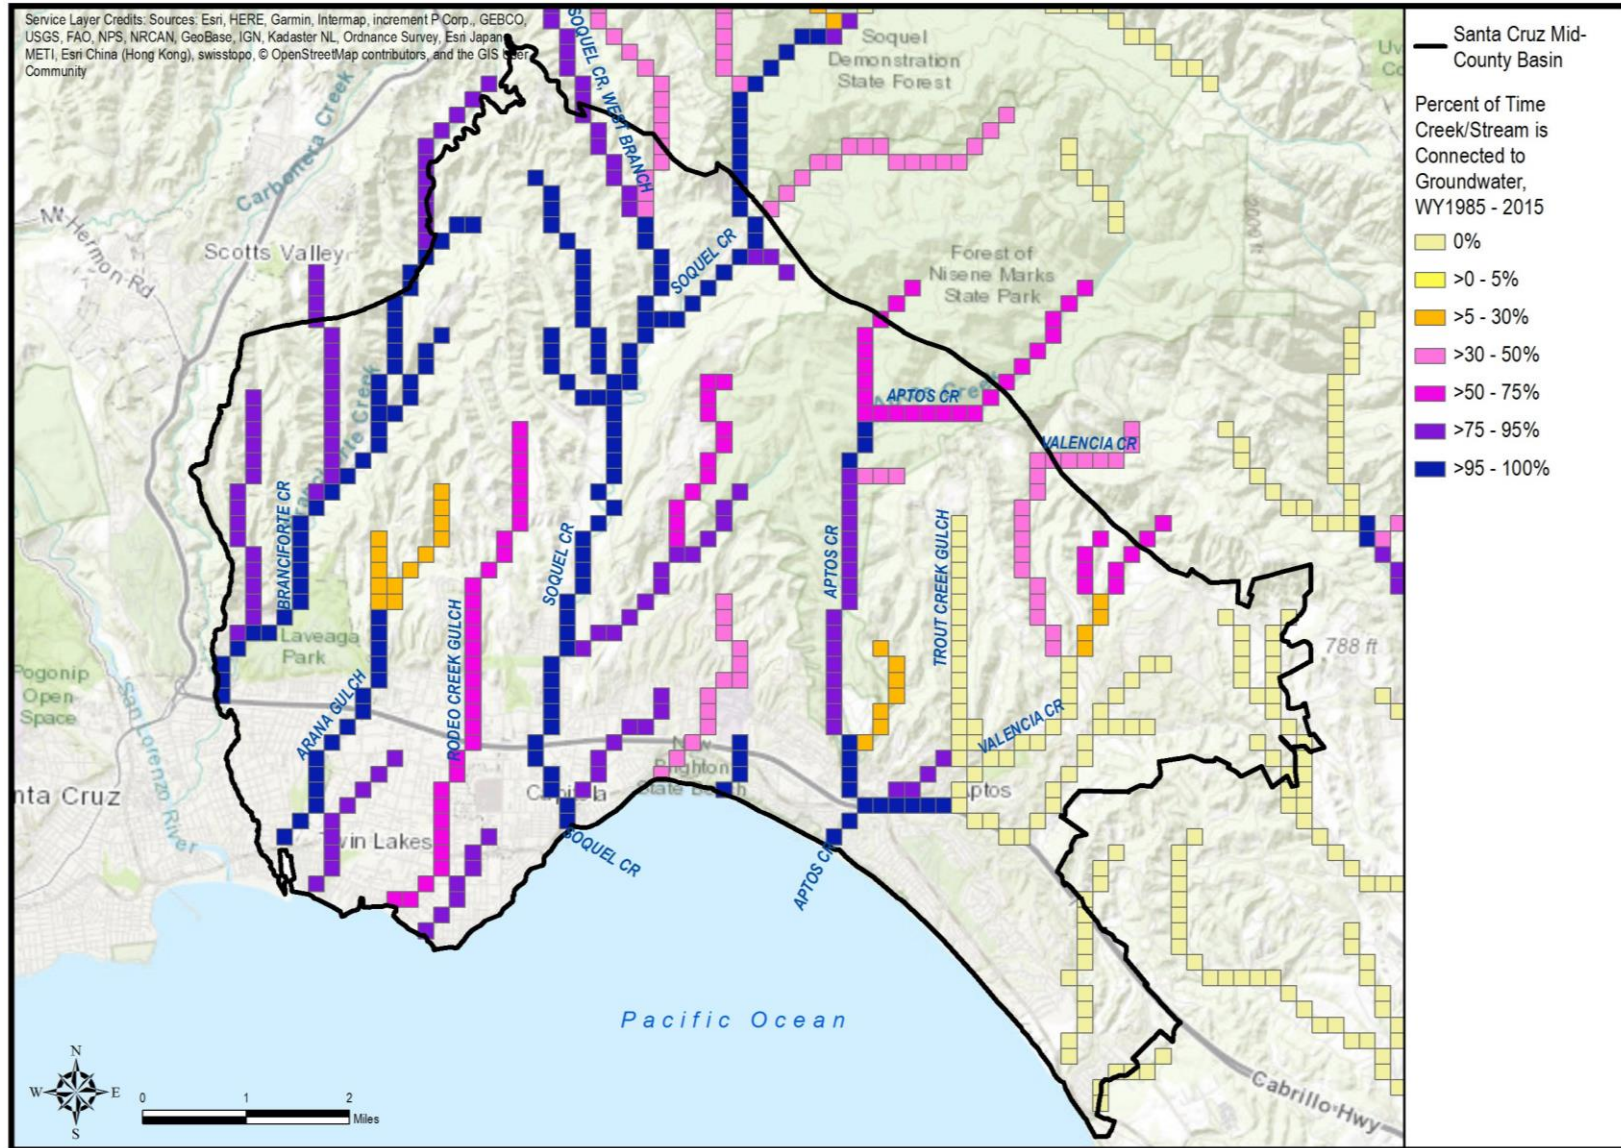 Service Layer Credits: Sources: Esri, HERE, Garmin, Intermap, increment P Corp., GEBCO,
USGS, FAO, NPS, NRCAN, GeoBase, IGN, Kadaster NL, Ordnance Survey, Esri Japan,
METI, Esri China (Hong Kong), swisstopo, © OpenStreetMap contributors, and the GIS User
Community
SOQUEL CR, WEST BRANCH
Soquel
Demonstration
State Forest
Carbonera Creek
Mt Hermon Rd
Scotts Valley
SOQUEL CR
Forest of
Nisene Marks
State Park
2000 ft
APTOS CR
VALENCIA CR
BRANCIFORTE CR
SOQUEL CR
APTOS CR
TROUT CREEK GULCH
Laveaga
Park
788 ft
Pogonip
Open
Space
San Lorenzo River
ARANA GULCH
RODEO CREEK GULCH
VALENCIA CR
New
Brighton
State Beach
nta Cruz
Capitola
Aptos
Twin Lakes
SOQUEL CR
APTOS CR
Pacific Ocean
Cabrillo Hwy
N
W
E
S
0
1
2
Miles
Santa Cruz Mid-
County Basin
Percent of Time
Creek/Stream is
Connected to
Groundwater,
WY1985 - 2015
0%
>0 - 5%
>5 - 30%
>30 - 50%
>50 - 75%
>75 - 95%
>95 - 100%